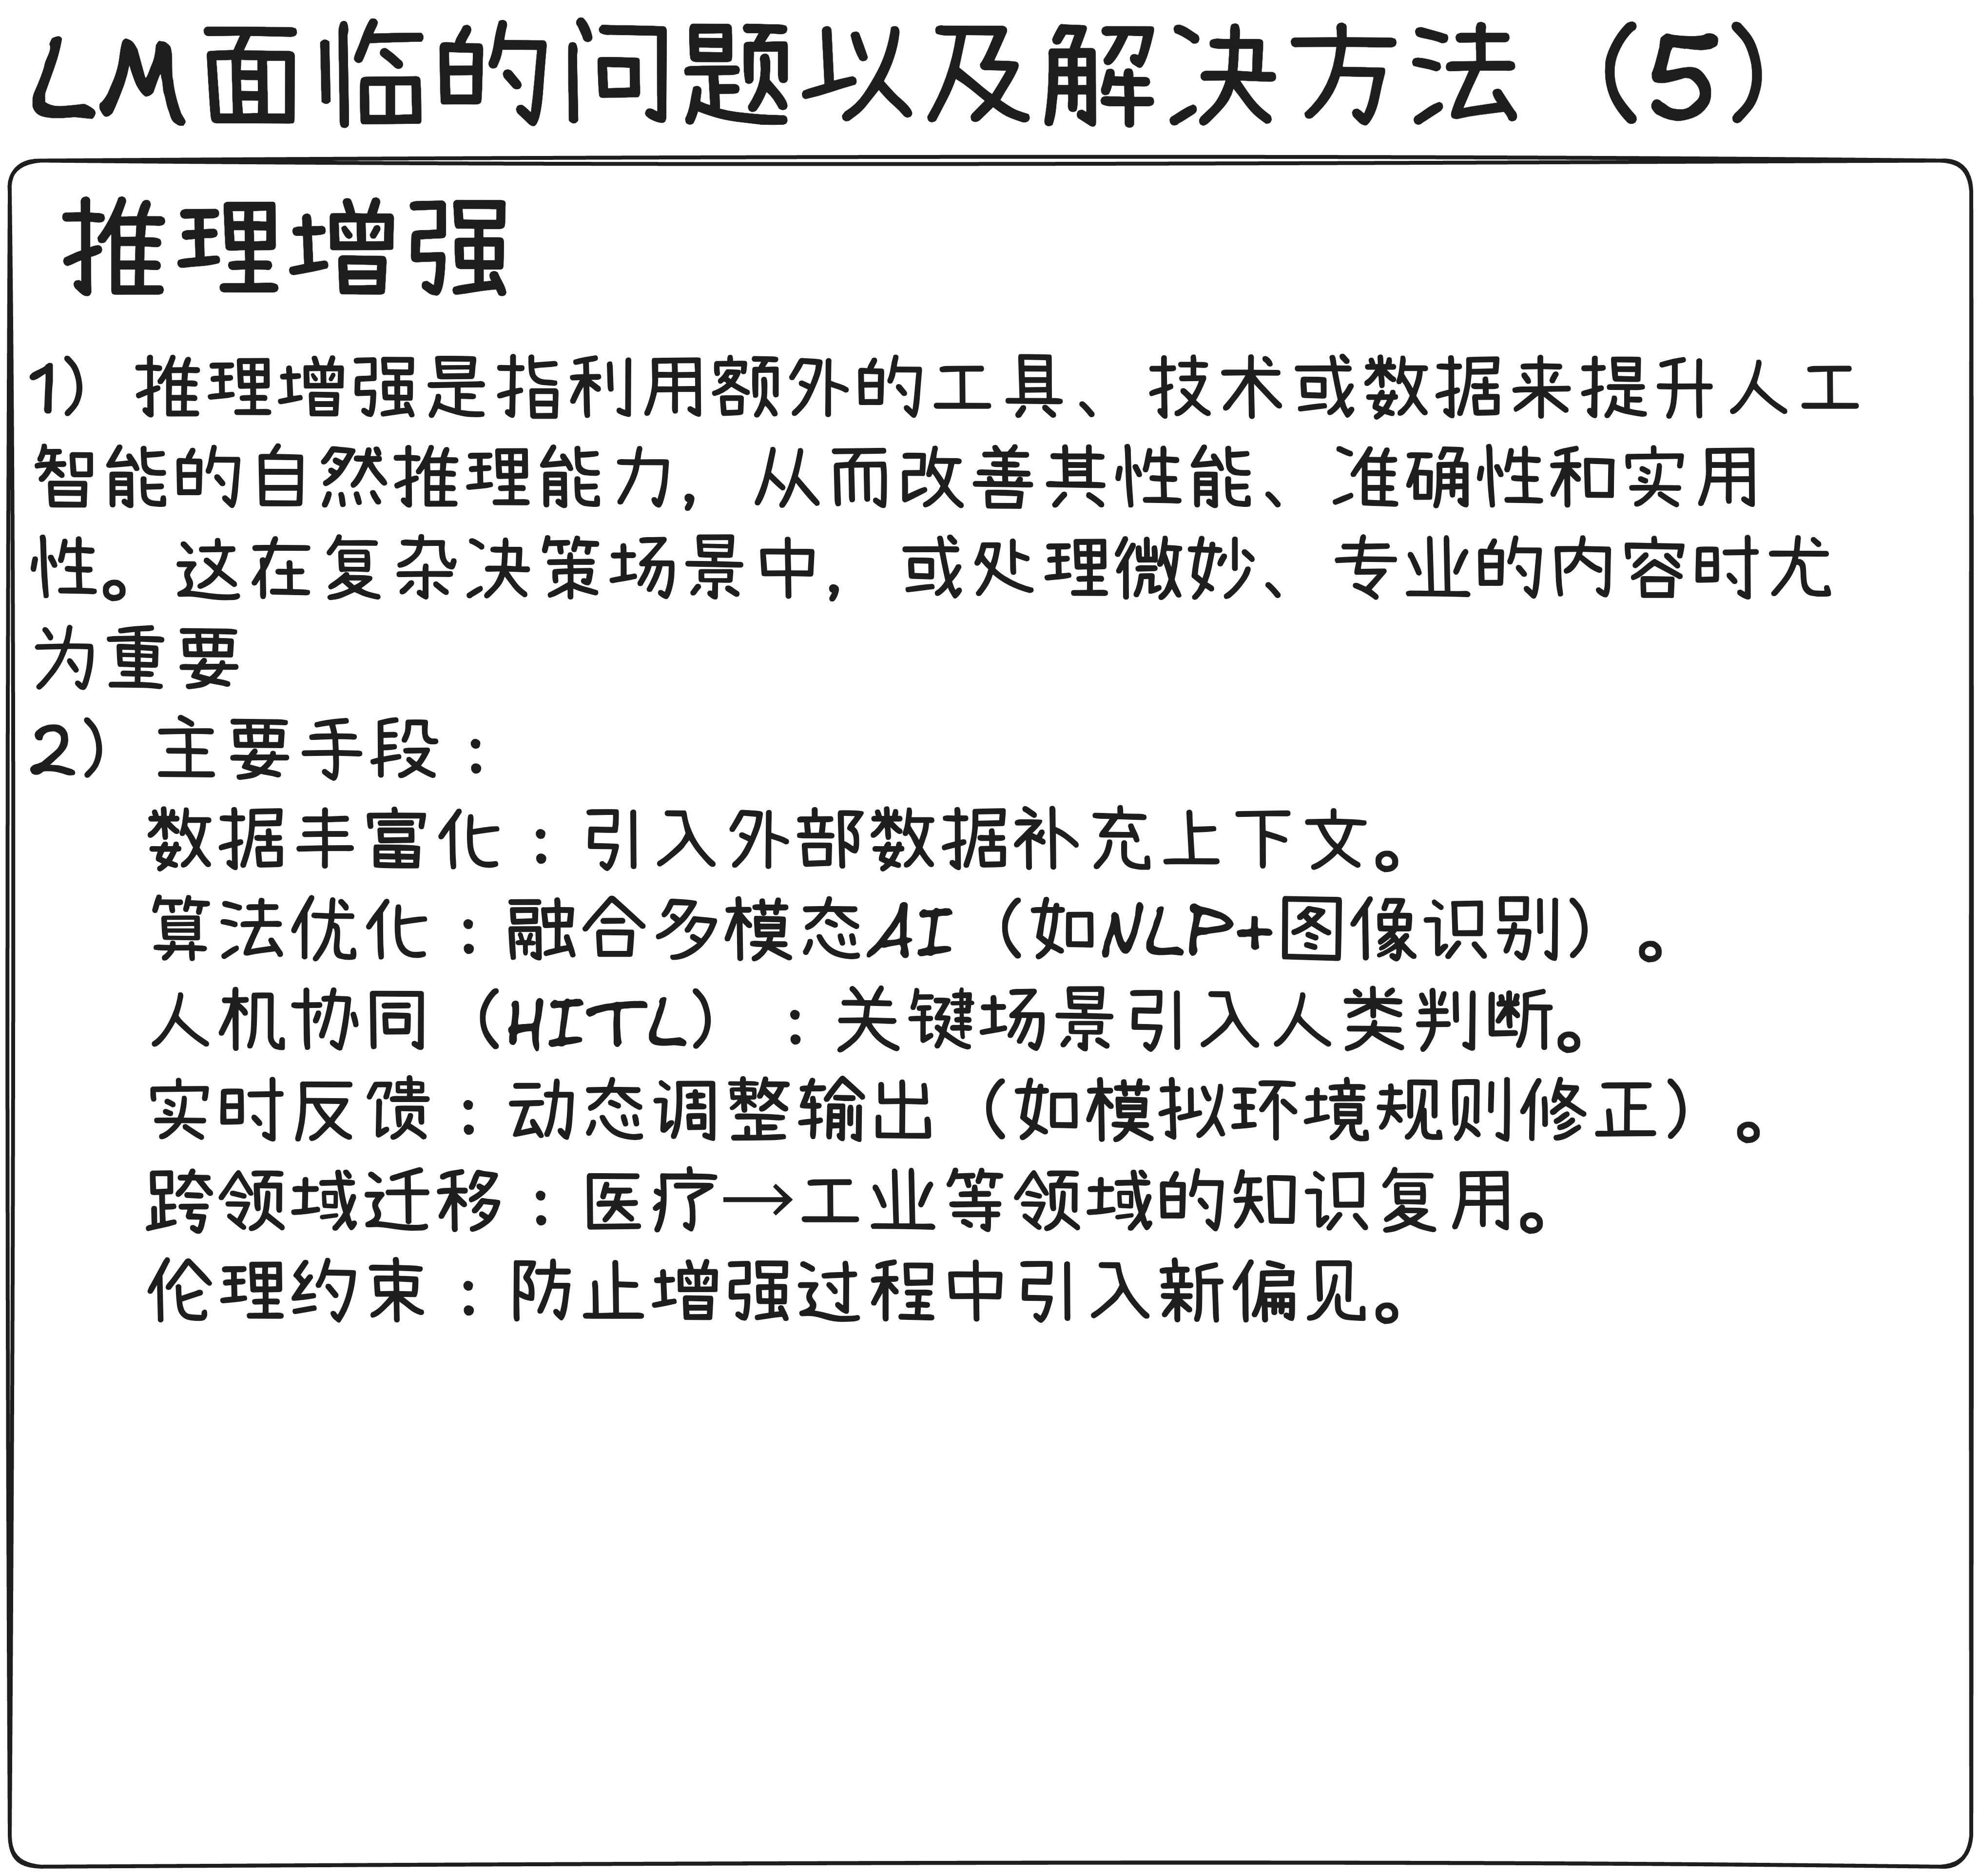 LM面临的问题以及解决方法（5）
推理增强
1）推理增强是指利用额外的工具、技术或数据来提升人工
智能的自然推理能力，从而改善其性能、准确性和实用
性。这在复杂决策场景中，或处理微妙、专业的内容时尤
为重要
2）主要手段：
数据丰富化：引入外部数据补充上下文。
算法优化：融合多模态AI（如NLP+图像识别）。
人机协同（HITL）：关键场景引入人类判断。
实时反馈：动态调整输出（如模拟环境规则修正）。
跨领域迁移：医疗→工业等领域的知识复用。
伦理约束：防止增强过程中引入新偏见。